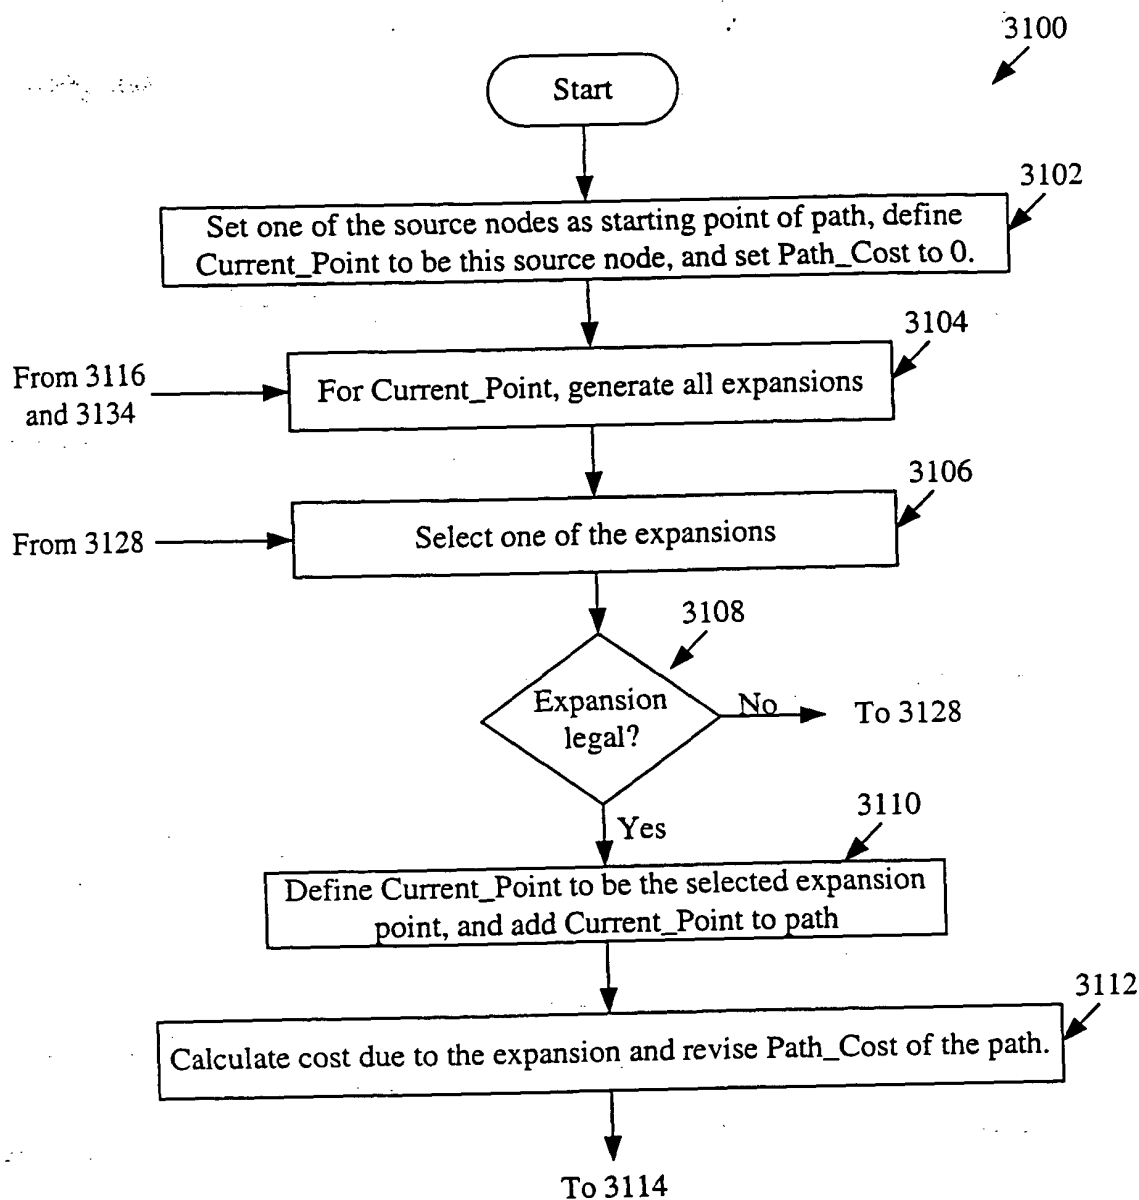 3100
Start
3102
Set one of the source nodes as starting point of path, define
Current_Point to be this source node, and set Path_Cost to 0.
3104
From 3116
and 3134
For Current_Point, generate all expansions
3106
From 3128
Select one of the expansions
3108
Expansion
legal?
No
To 3128
Yes
3110
Define Current_Point to be the selected expansion
point, and add Current_Point to path
3112
Calculate cost due to the expansion and revise Path_Cost of the path.
To 3114